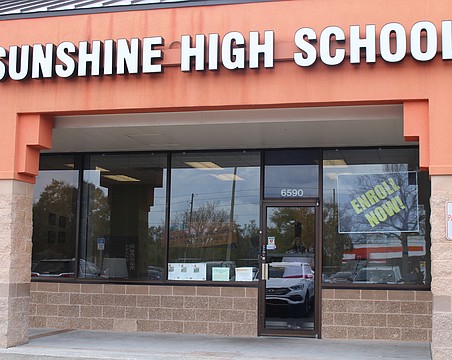 SUNSHINE HIGH SCHOOL
6590
ENROLL
NOW!